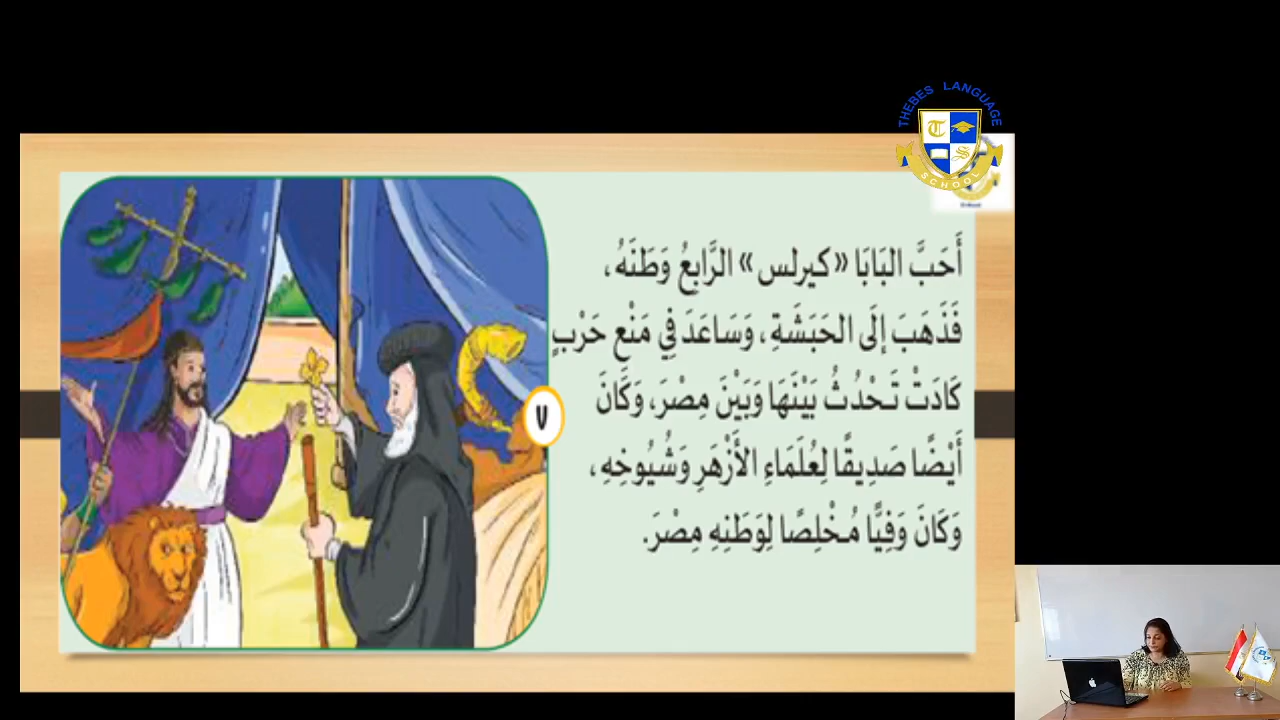 THEBES LANGUAGE
SCHOOL
T
S
أَحَبَّ البَابَا «كيرلس» الرَّابِعُ وَطَنَهُ،
فَذَهَبَ إِلَى الحَبَشَةِ، وَسَاعَدَ فِي مَنْعِ حَرْبٍ
كَادَتْ تَحْدُثُ بَيْنَهَا وَبَيْنَ مِصْرَ، وَكَانَ
أَيْضًا صَدِيقًا لِعُلَمَاءِ الأَزْهَرِ وَشُيُوخِهِ،
وَكَانَ وَفِيًّا مُخْلِصًا لِوَطَنِهِ مِصْرَ.
٧